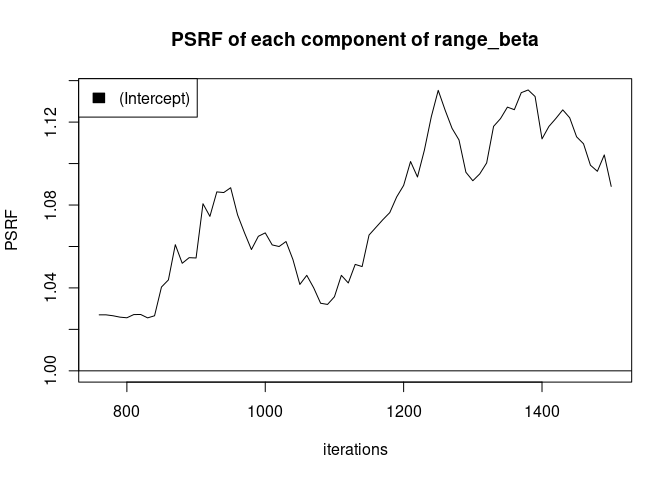 PSRF of each component of range_beta
(Intercept)
PSRF
1.12
1.08
1.04
1.00
800 1000 1200 1400
iterations